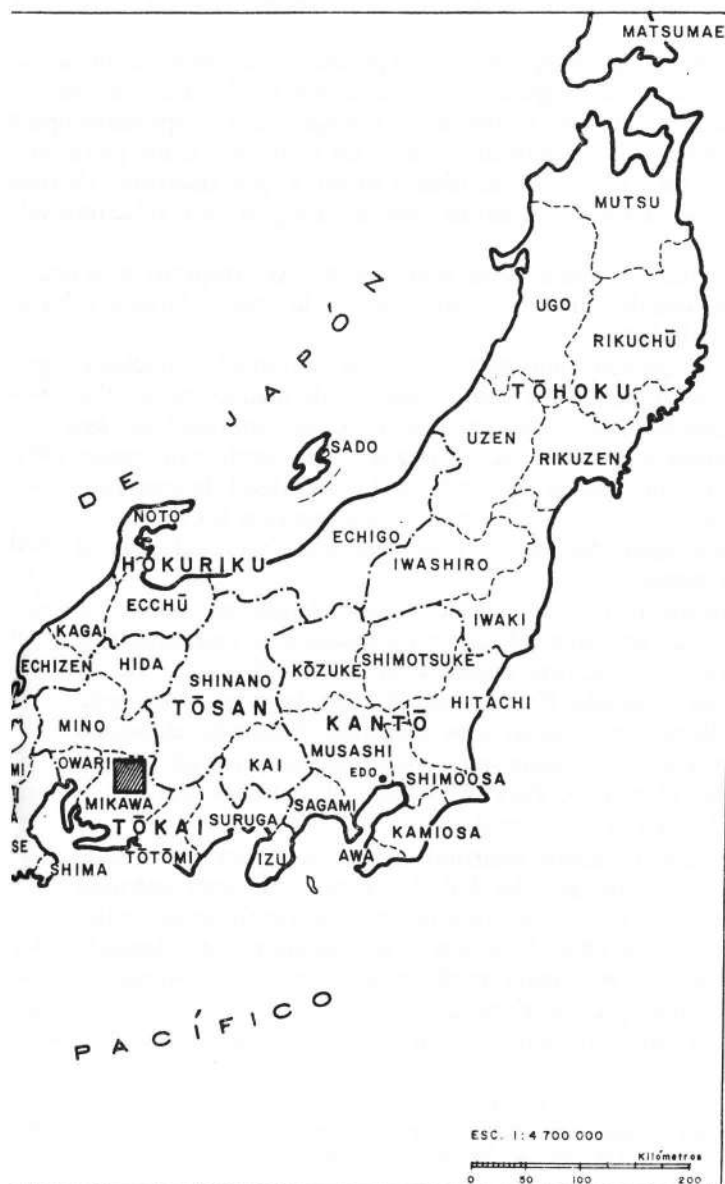 MATSUMAE
MUTSU
UGO
RIKUCHŪ
TŌHOKU
UZEN
RIKUZEN
DE JAPÓN
SADO
NOTO
ECHIGO
HOKURIKU
IWASHIRO
ECCHŪ
IWAKI
KAGA
ECHIZEN
HIDA
KŌZUKE
SHIMOTSUKE
SHINANO
HITACHI
TŌSAN
KANTŌ
MINO
MUSASHI
OWARI
KAI
EDO
SHIMOOSA
MI
MIKAWA
SURUGA
SAGAMI
TŌKAI
KAMIOSA
SE
TŌTŌMI
IZU
AWA
SHIMA
PACÍFICO
ESC. 1:4 700 000
Kilómetros
0 50 100 200